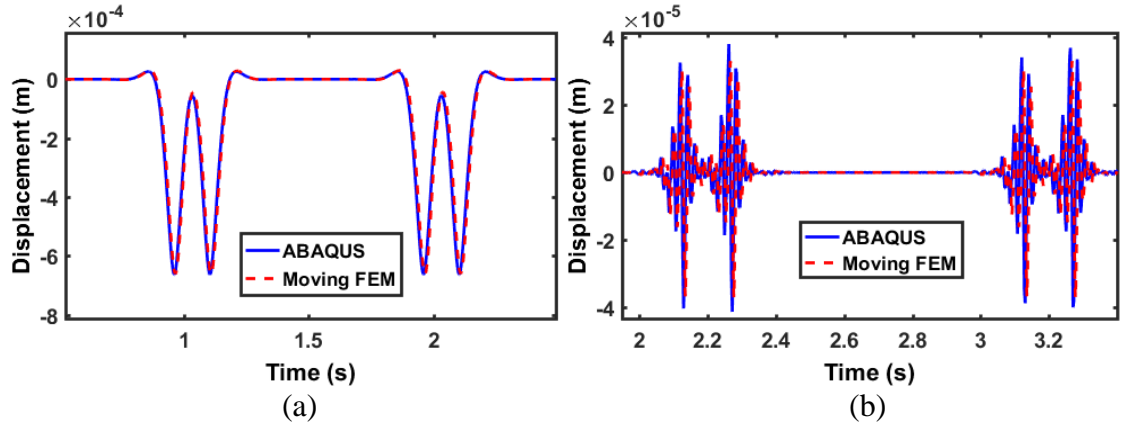 ×10⁻⁴
0
-2
-4
-6
-8
Displacement (m)
ABAQUS
Moving FEM
1
1.5
2
Time (s)
(a)
×10⁻⁵
4
2
0
-2
-4
Displacement (m)
ABAQUS
Moving FEM
2
2.2
2.4
2.6
2.8
3
3.2
Time (s)
(b)